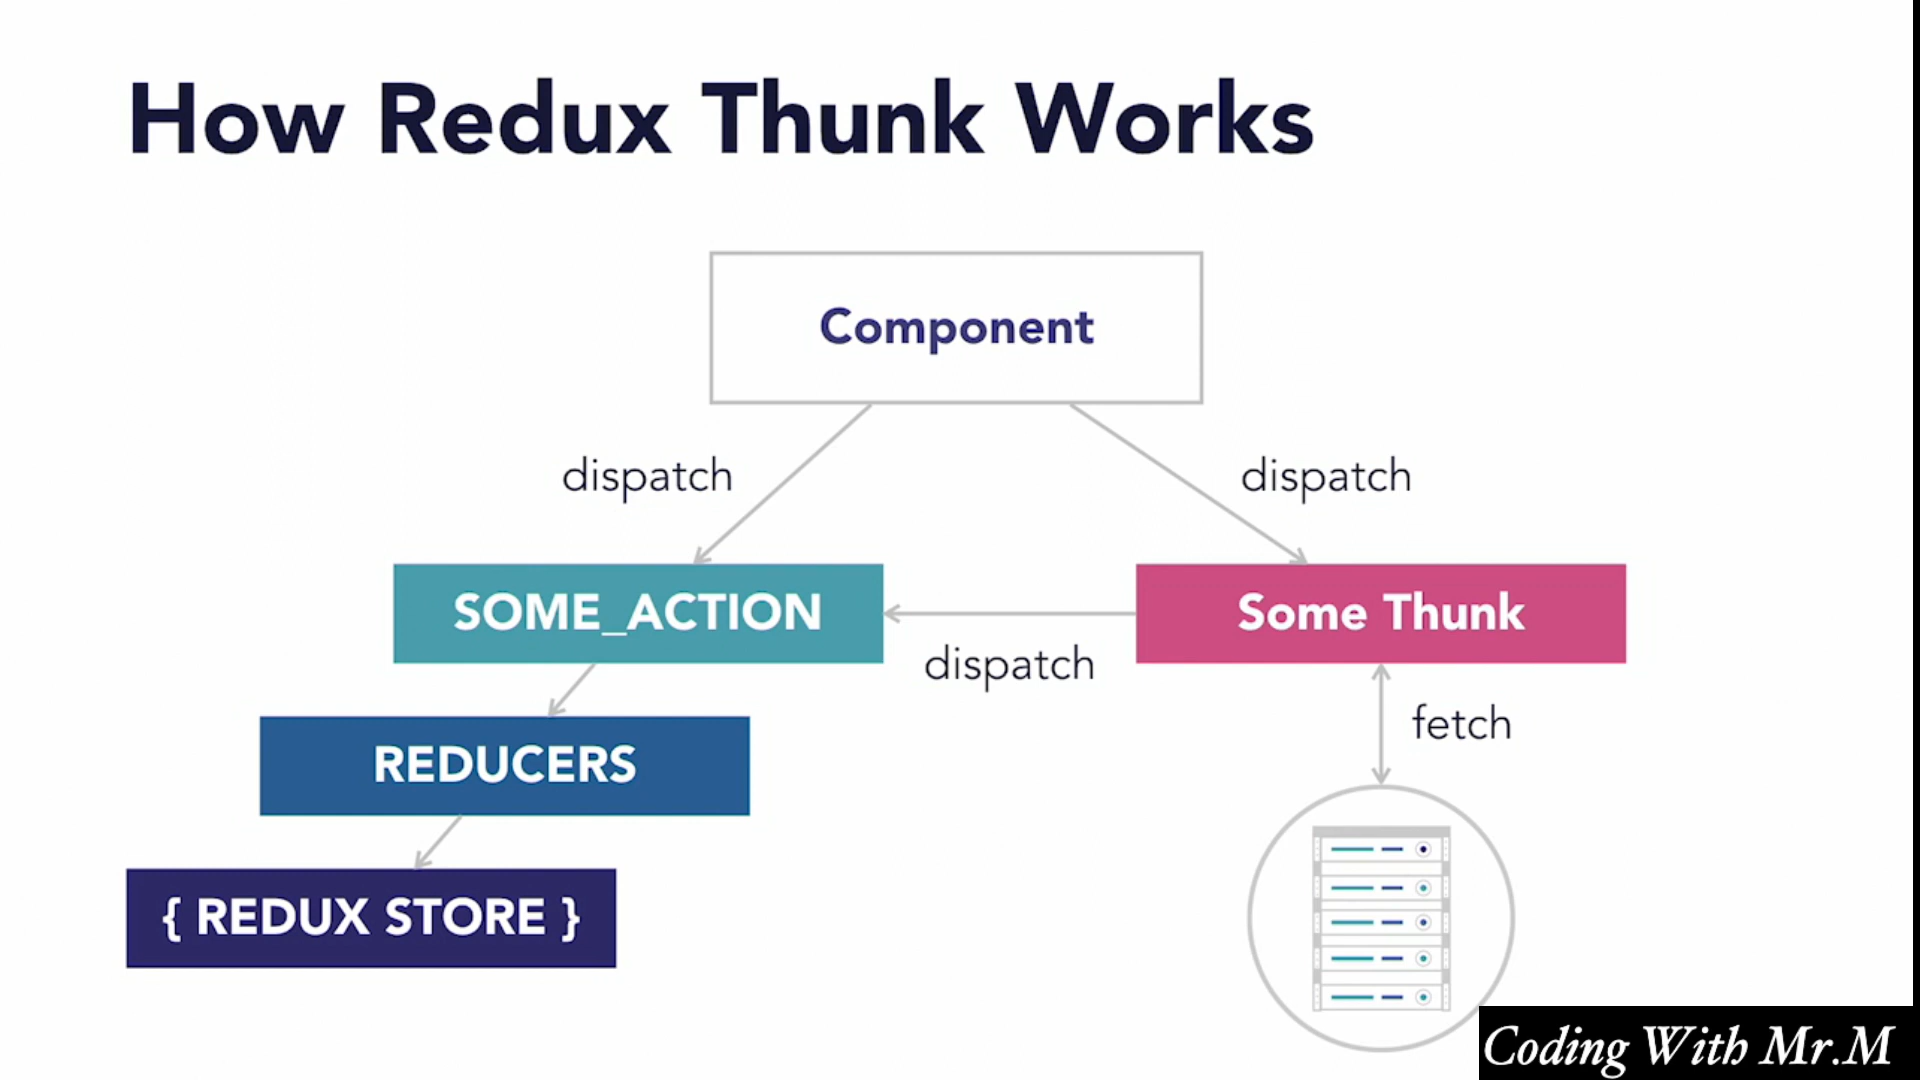 How Redux Thunk Works
Component
dispatch
dispatch
SOME_ACTION
Some Thunk
dispatch
fetch
REDUCERS
{ REDUX STORE }
Coding With Mr.M